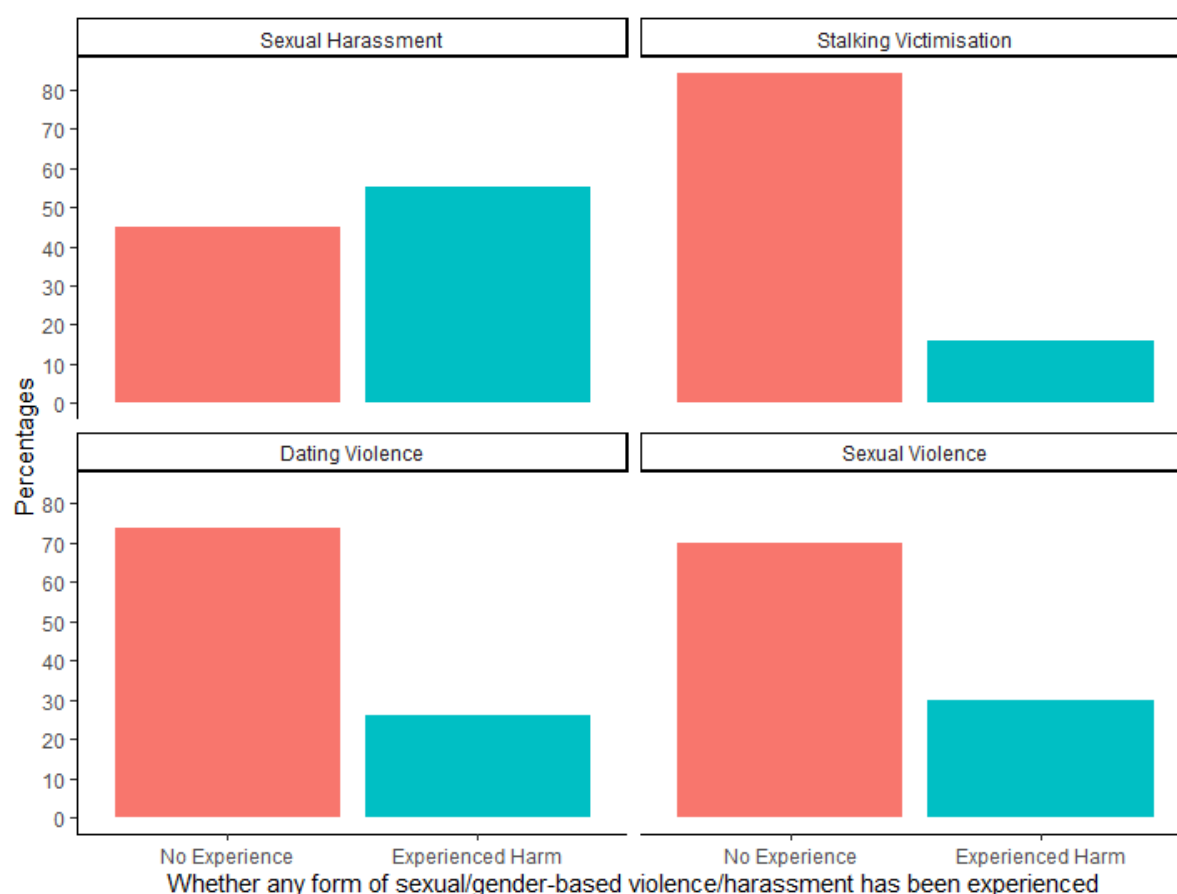 Sexual Harassment
Stalking Victimisation
80
70
60
50
40
30
20
10
0
Percentages
Dating Violence
Sexual Violence
80
70
60
50
40
30
20
10
0
No Experience
Experienced Harm
No Experience
Experienced Harm
Whether any form of sexual/gender-based violence/harassment has been experienced